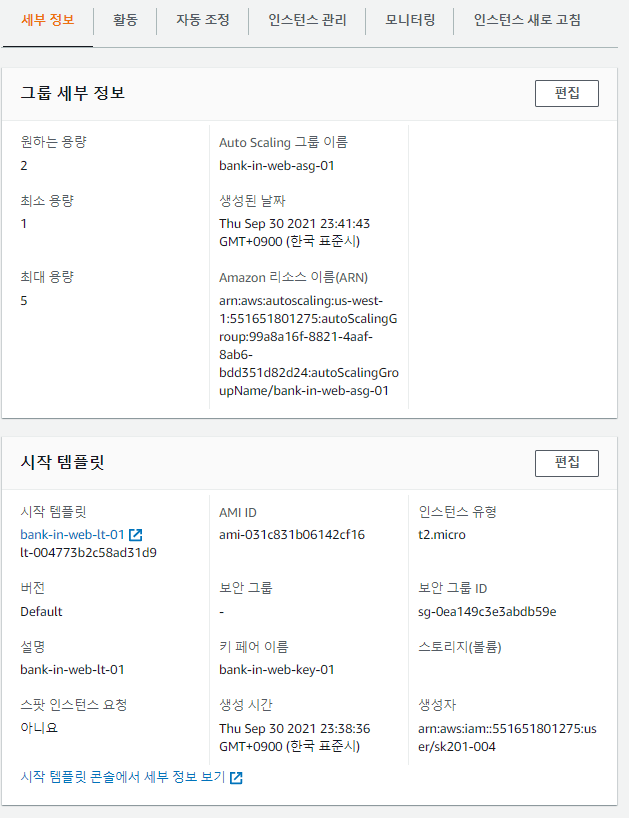 세부 정보
활동
자동 조정
인스턴스 관리
모니터링
인스턴스 새로 고침
그룹 세부 정보
편집
원하는 용량
2
최소 용량
1
최대 용량
5
Auto Scaling 그룹 이름
bank-in-web-asg-01
생성된 날짜
Thu Sep 30 2021 23:41:43
GMT+0900 (한국 표준시)
Amazon 리소스 이름(ARN)
arn:aws:autoscaling:us-west-
1:551651801275:autoScalingG
roup:99a8a16f-8821-4aaf-
8ab6-
bdd351d82d24:autoScalingGro
upName/bank-in-web-asg-01
시작 템플릿
편집
시작 템플릿
bank-in-web-lt-01
lt-004773b2c58ad31d9
AMI ID
ami-031c831b06142cf16
인스턴스 유형
t2.micro
버전
Default
보안 그룹
-
보안 그룹 ID
sg-0ea149c3e3abdb59e
설명
bank-in-web-lt-01
키 페어 이름
bank-in-web-key-01
스토리지(볼륨)
스팟 인스턴스 요청
아니요
생성 시간
Thu Sep 30 2021 23:38:36
GMT+0900 (한국 표준시)
생성자
arn:aws:iam::551651801275:us
er/sk201-004
시작 템플릿 콘솔에서 세부 정보 보기